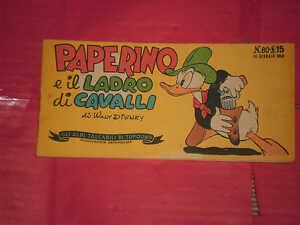 PAPERINO
e il LADRO
di CAVALLI
di WALT DISNEY
GLI ALBI TASCABILI DI TOPOLINO
N. 80 · £. 15